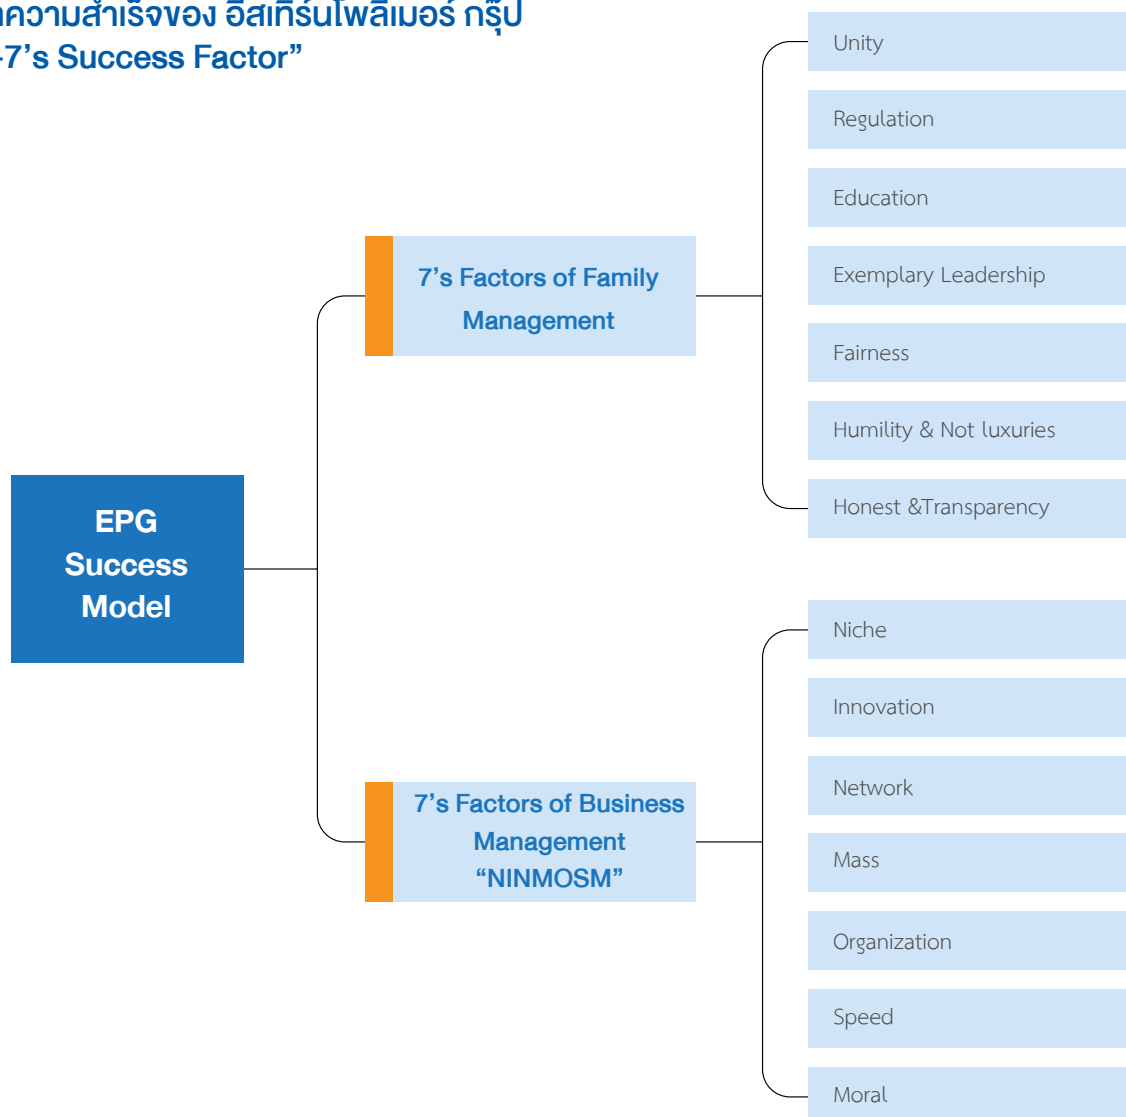 ความสำเร็จของ อีสเทิร์นโพลีเมอร์ กรุ๊ป
-7’s Success Factor”
EPG
Success
Model
7’s Factors of Family
Management
Unity
Regulation
Education
Exemplary Leadership
Fairness
Humility & Not luxuries
Honest &Transparency
7’s Factors of Business
Management
“NINMOSM”
Niche
Innovation
Network
Mass
Organization
Speed
Moral